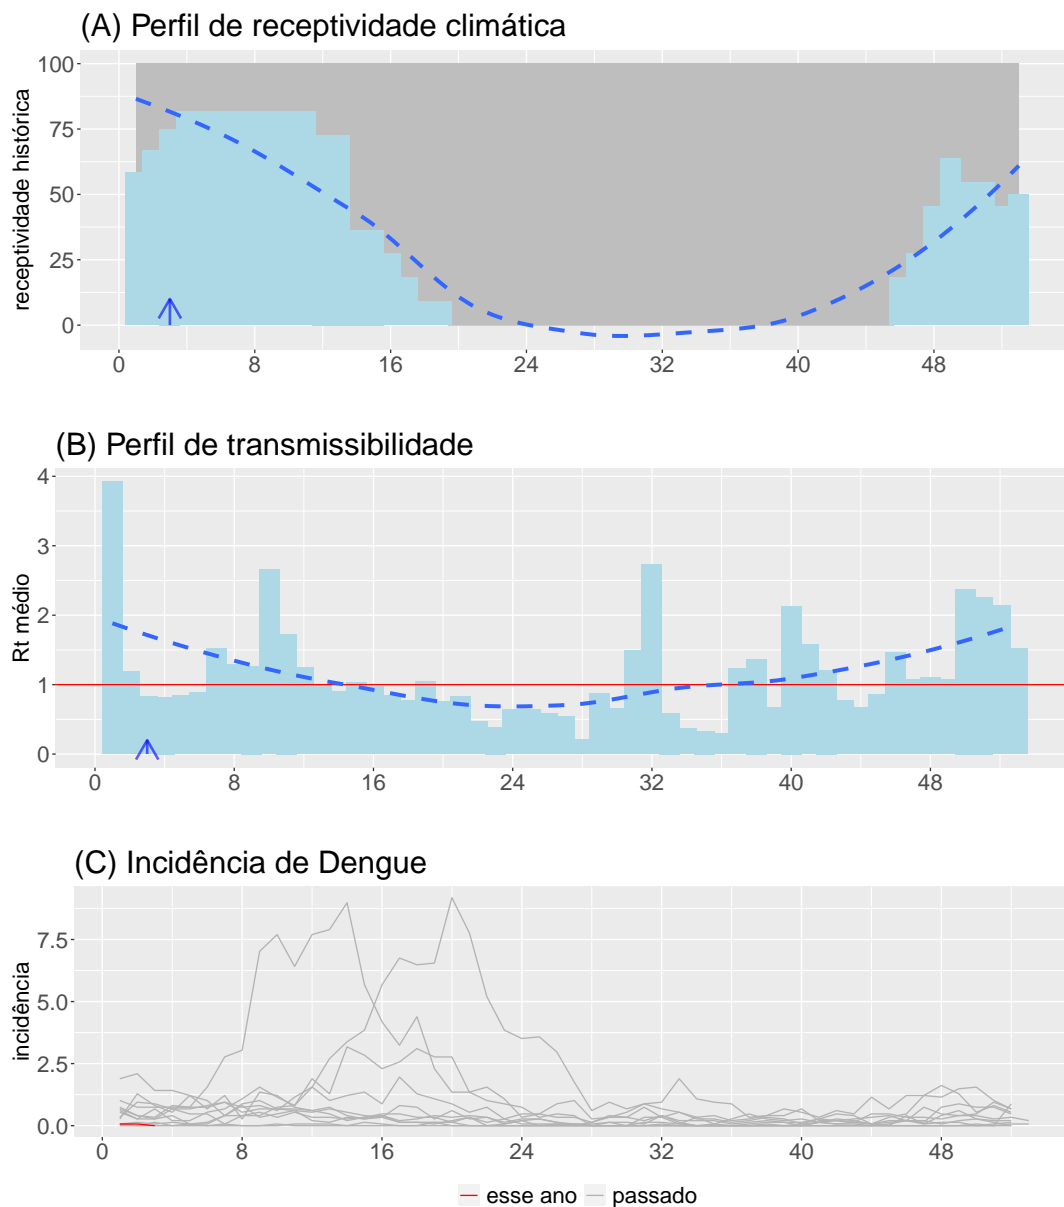 (A) Perfil de receptividade climática
receptividade histórica
100
75
50
25
0
0 8 16 24 32 40 48
(B) Perfil de transmissibilidade
Rt médio
4
3
2
1
0
0 8 16 24 32 40 48
(C) Incidência de Dengue
incidência
7.5
5.0
2.5
0.0
0 8 16 24 32 40 48
esse ano passado